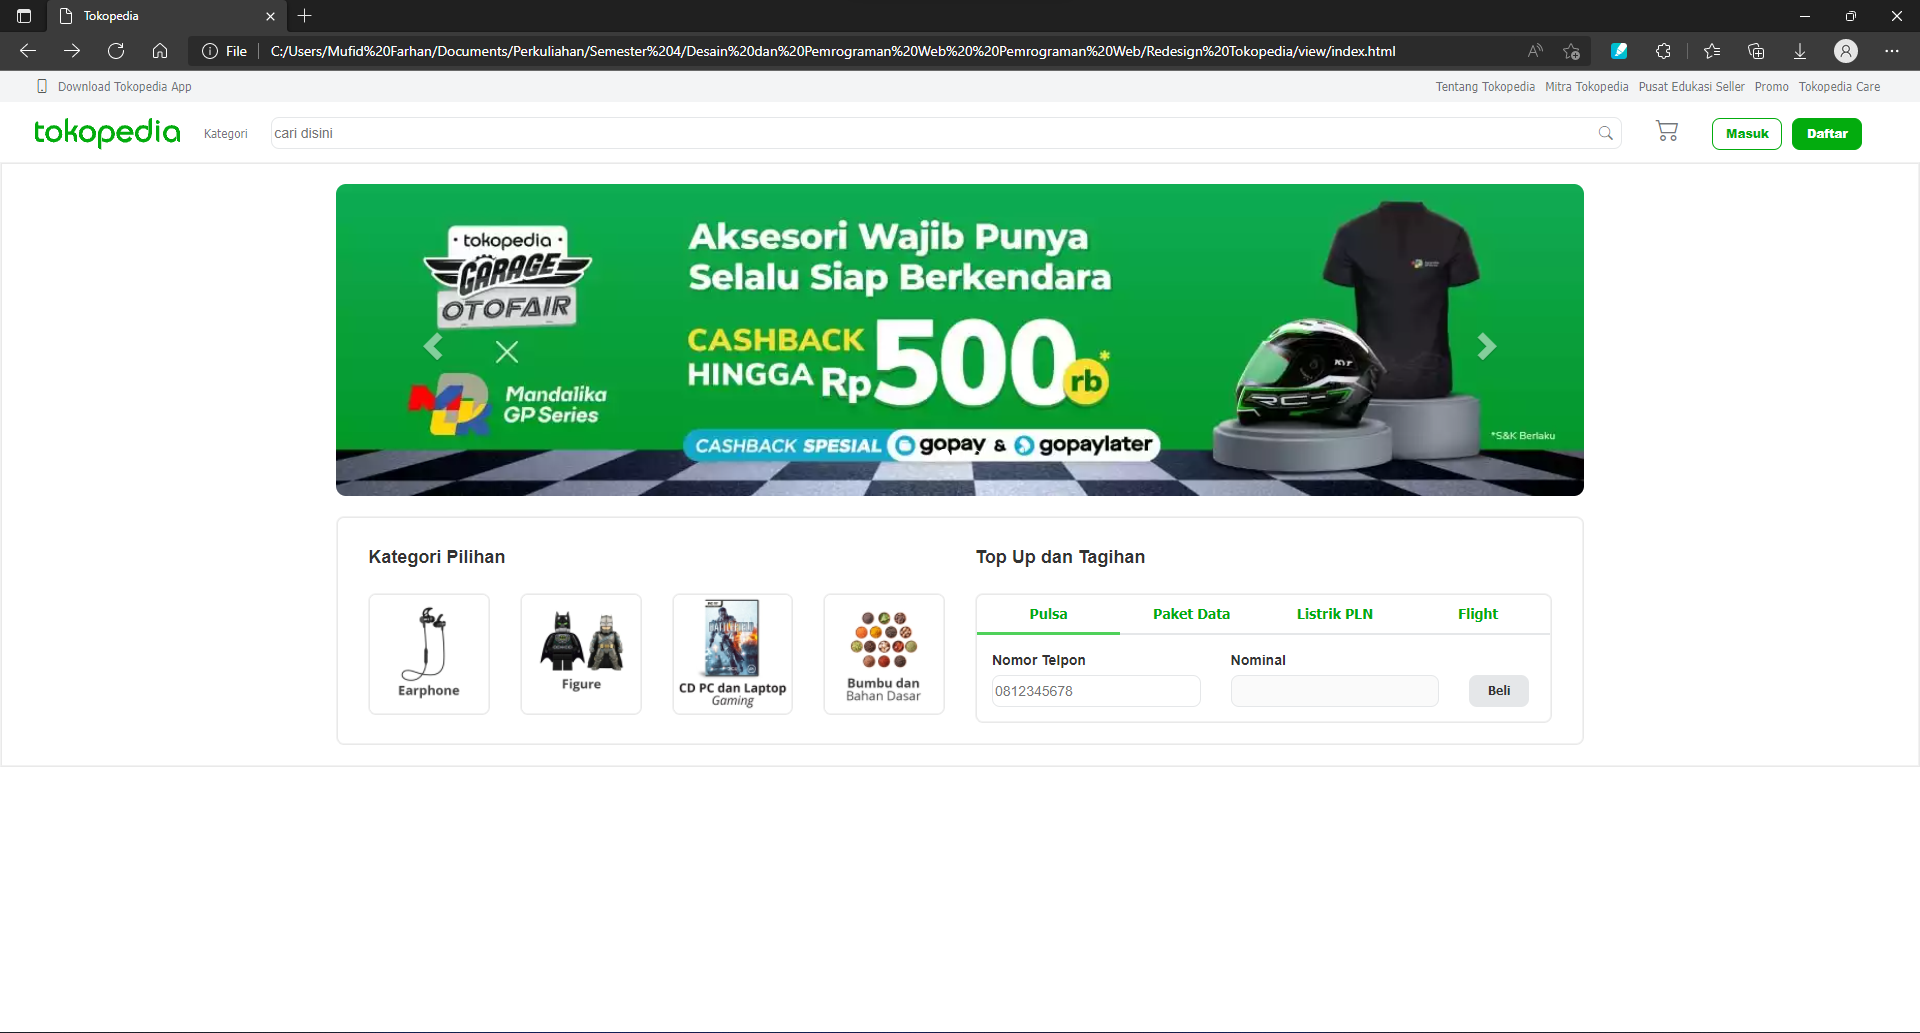 Tokopedia
File
C:/Users/Mufid%20Farhan/Documents/Perkuliahan/Semester%204/Desain%20dan%20Pemrograman%20Web%20%20Pemrograman%20Web/Redesign%20Tokopedia/view/index.html
Download Tokopedia App
Tentang Tokopedia Mitra Tokopedia Pusat Edukasi Seller Promo Tokopedia Care
tokopedia
Kategori
cari disini
Masuk
Daftar
· tokopedia ·
GARAGE
OTOFAIR
Mandalika
GP Series
Aksesori Wajib Punya
Selalu Siap Berkendara
CASHBACK
HINGGA Rp500rb*
CASHBACK SPESIAL gopay & gopaylater
KYT
RC-7
*S&K Berlaku
Kategori Pilihan
Earphone
Figure
BATTLEFIELD
CD PC dan Laptop
Gaming
Bumbu dan
Bahan Dasar
Top Up dan Tagihan
Pulsa Paket Data Listrik PLN Flight
Nomor Telpon
0812345678
Nominal
Beli